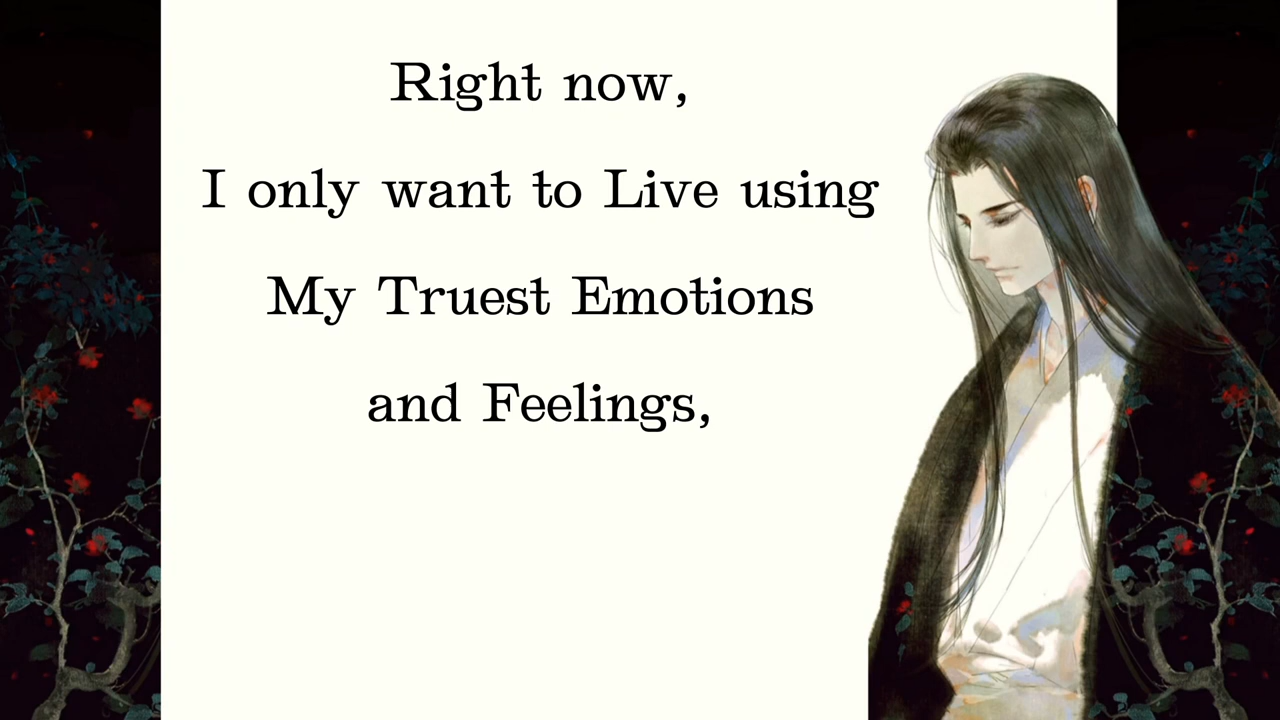 Right now,
I only want to Live using
My Truest Emotions
and Feelings,